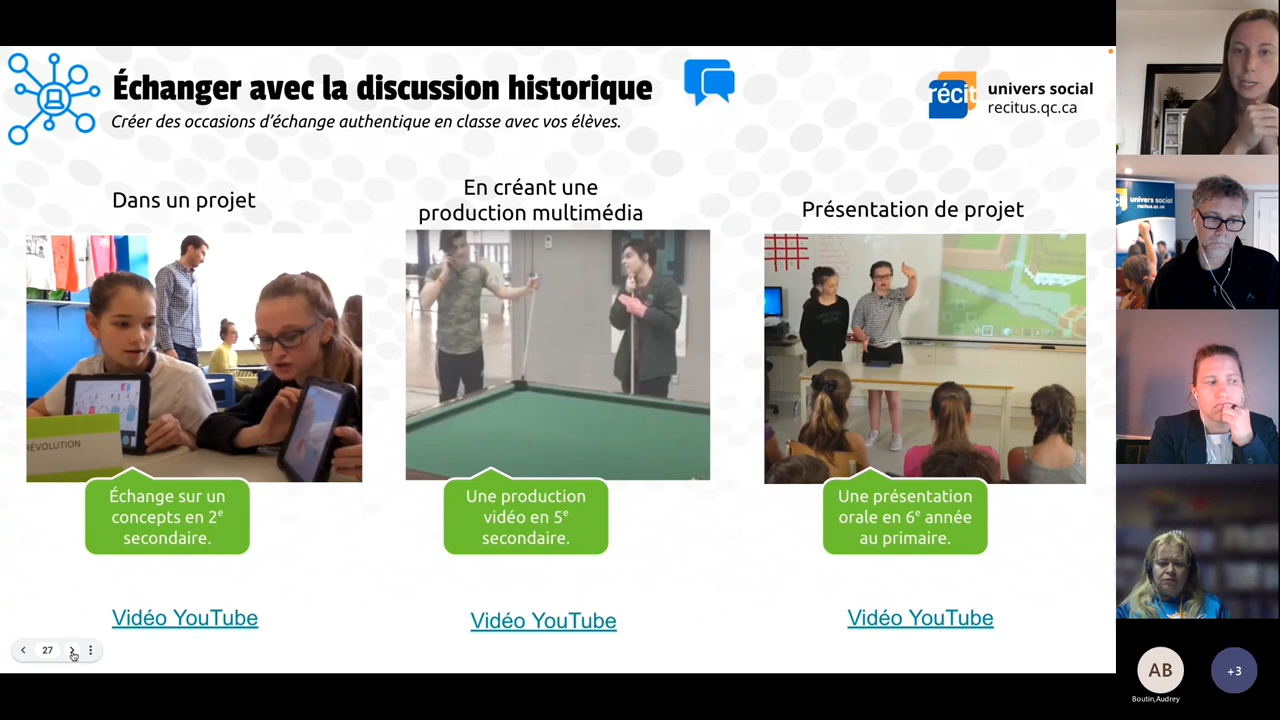 Échanger avec la discussion historique
Créer des occasions d'échange authentique en classe avec vos élèves.
récit
univers social
recitus.qc.ca
Dans un projet
En créant une
production multimédia
Présentation de projet
RÉVOLUTION
Échange sur un
concepts en 2e
secondaire.
Une production
vidéo en 5e
secondaire.
Une présentation
orale en 6e année
au primaire.
Vidéo YouTube
Vidéo YouTube
Vidéo YouTube
27
univers social
recitus.qc.ca
AB
Boutin,Audrey
+3